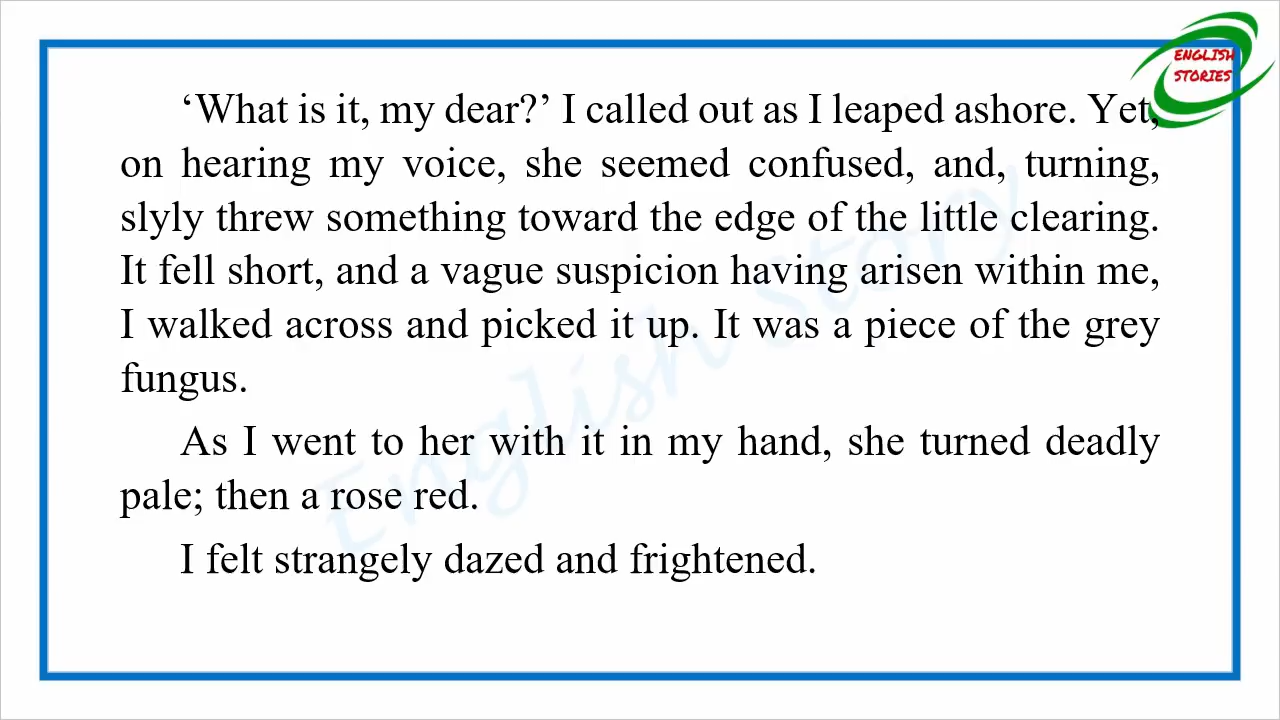 ENGLISH
STORIES
‘What is it, my dear?’ I called out as I leaped ashore. Yet,
on hearing my voice, she seemed confused, and, turning,
slyly threw something toward the edge of the little clearing.
It fell short, and a vague suspicion having arisen within me,
I walked across and picked it up. It was a piece of the grey
fungus.
As I went to her with it in my hand, she turned deadly
pale; then a rose red.
I felt strangely dazed and frightened.
English Story